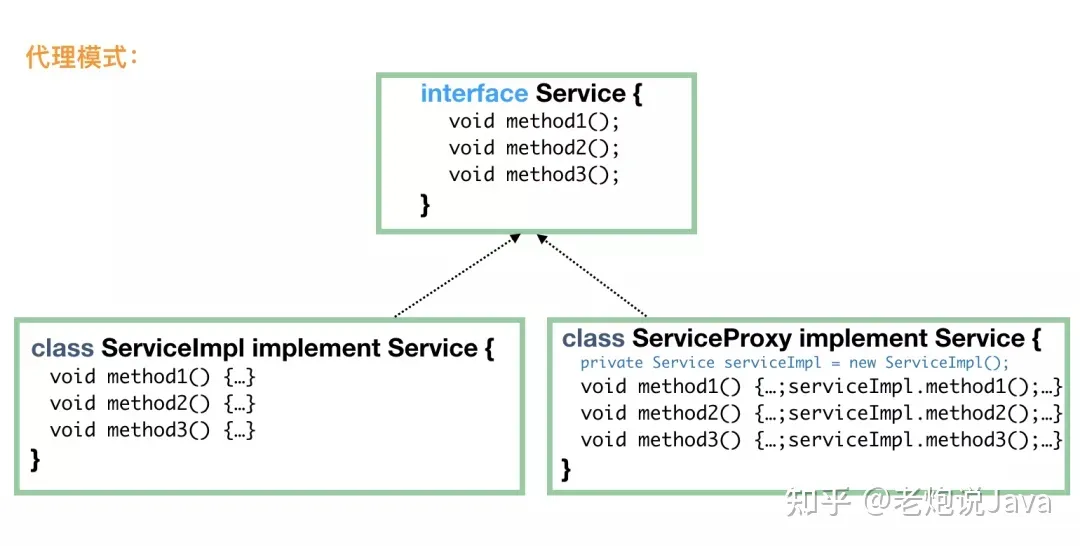 代理模式：
interface Service {
void method1();
void method2();
void method3();
}
class ServiceImpl implement Service {
void method1() {…}
void method2() {…}
void method3() {…}
}
class ServiceProxy implement Service {
private Service serviceImpl = new ServiceImpl();
void method1() {…;serviceImpl.method1();…}
void method2() {…;serviceImpl.method2();…}
void method3() {…;serviceImpl.method3();…}
}
知乎 @老炮说Java